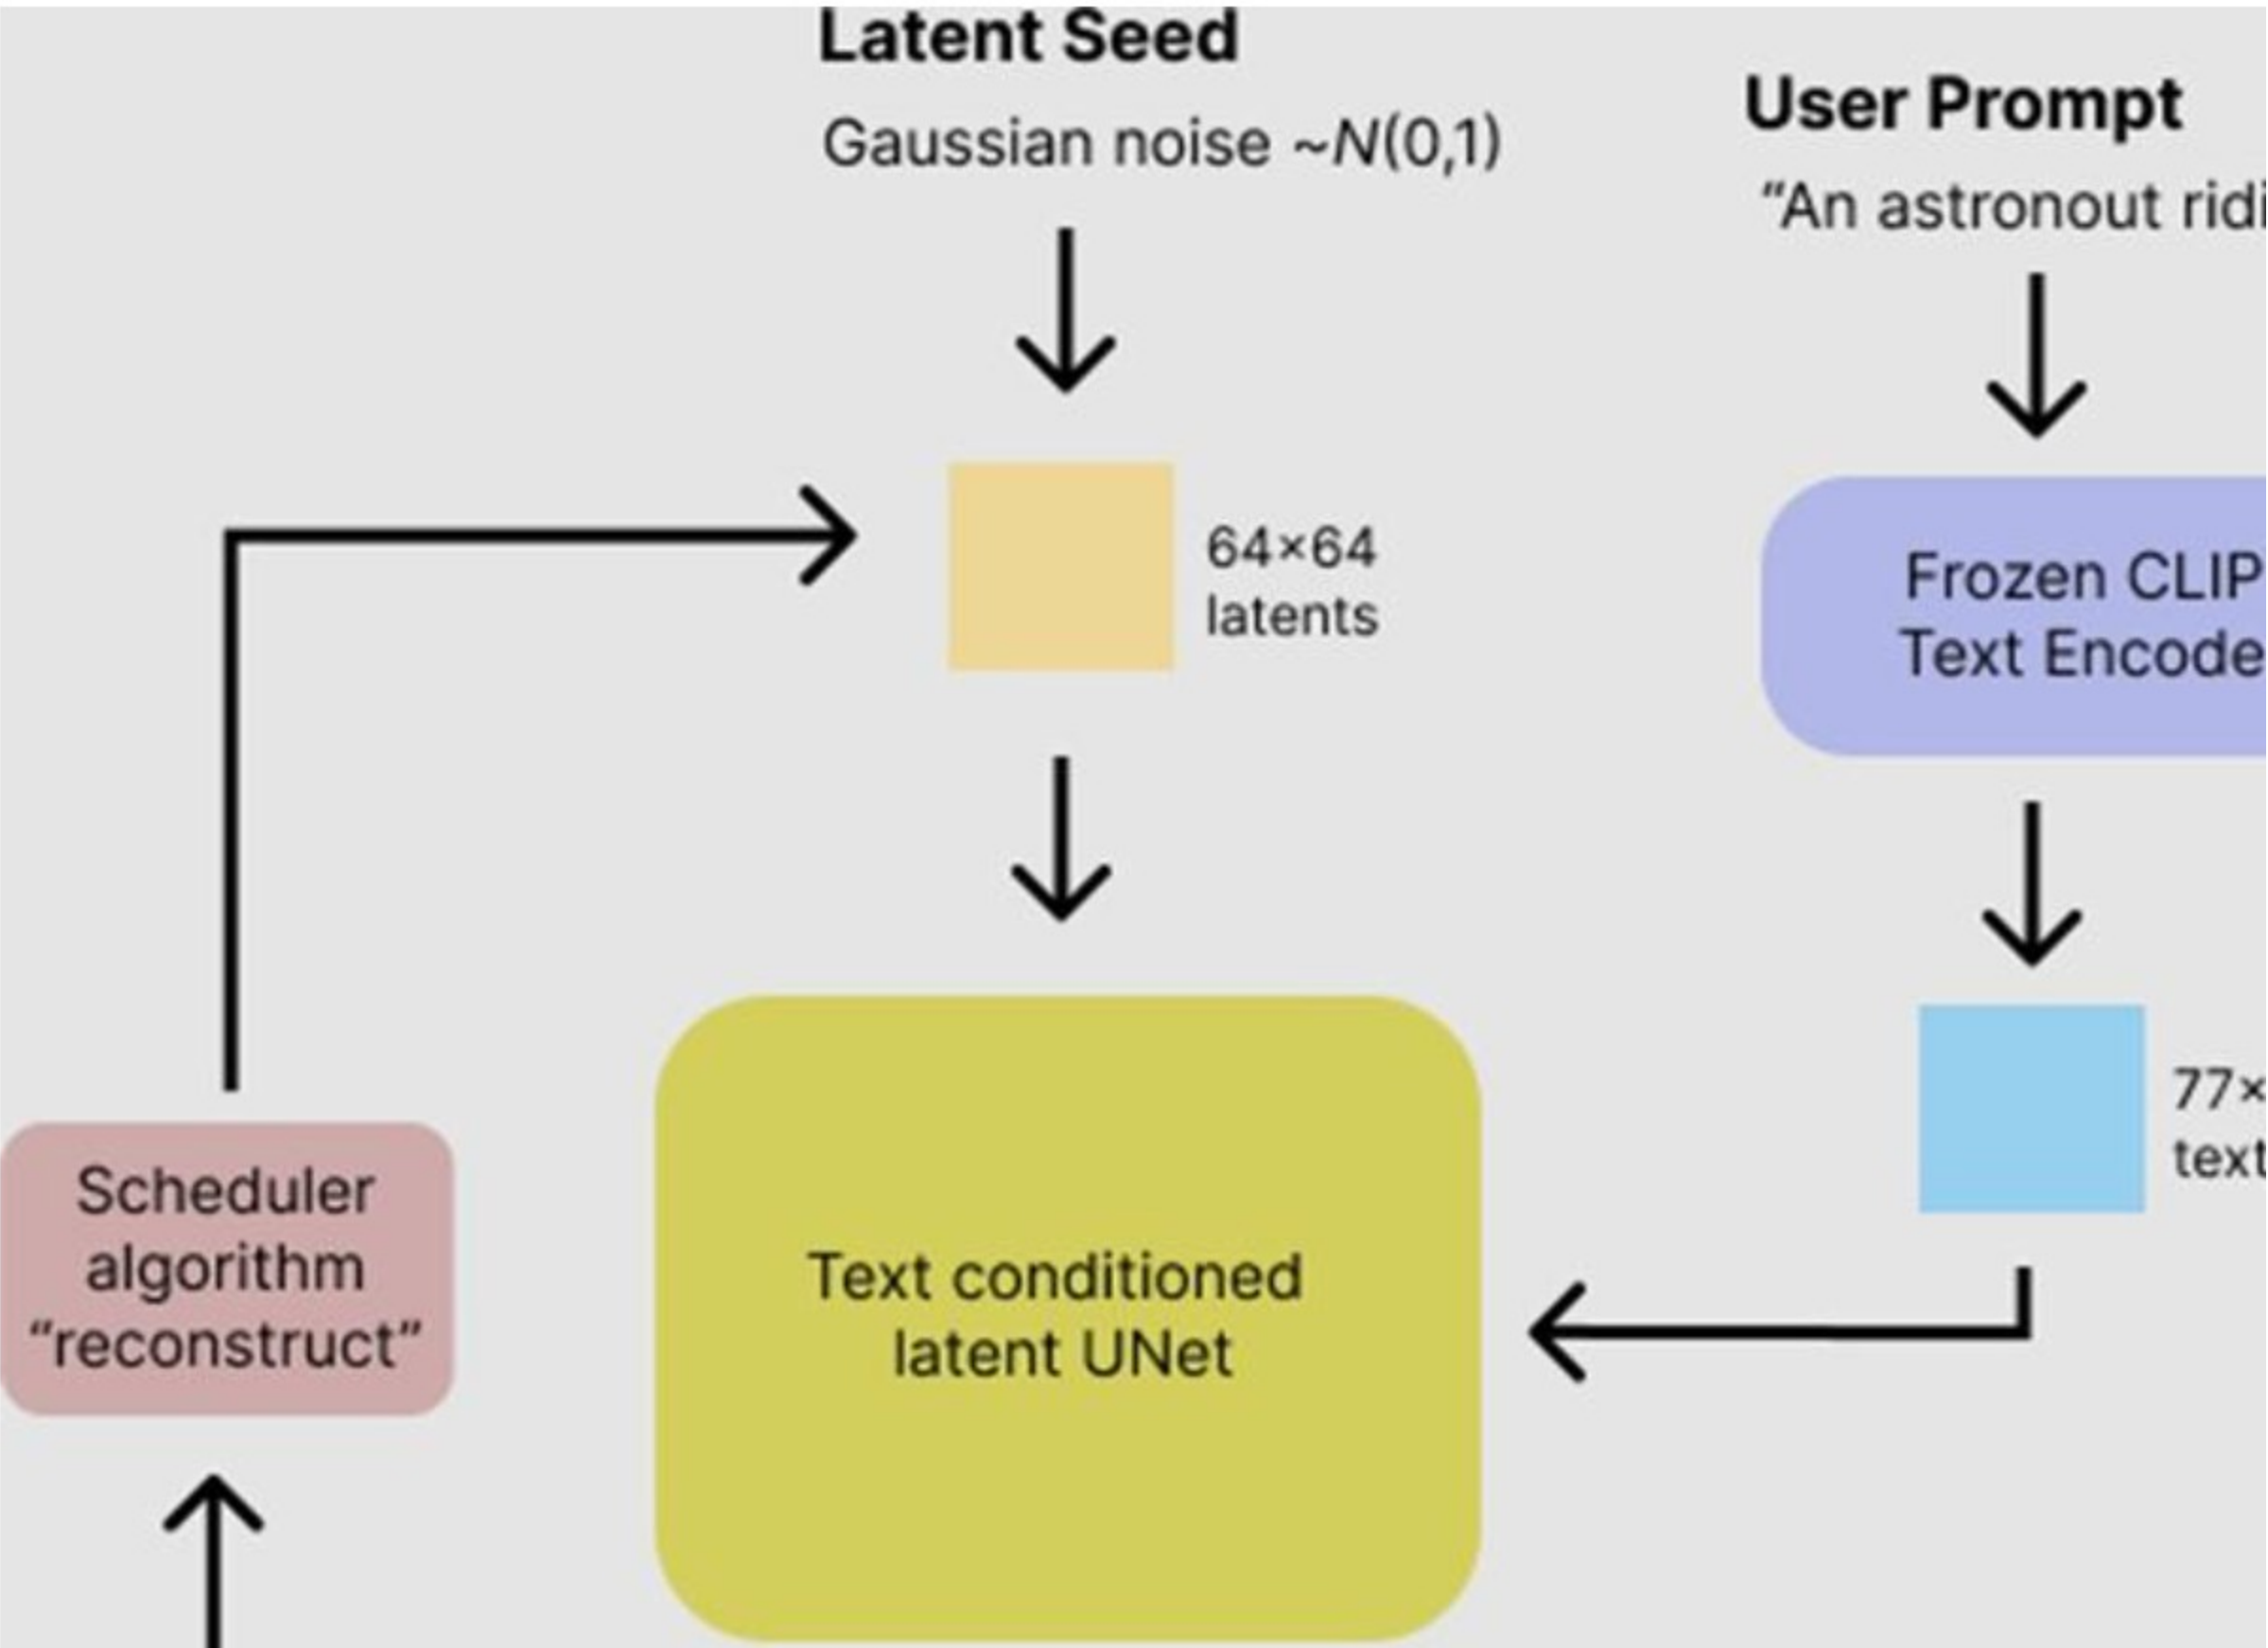 Latent Seed
Gaussian noise ~N(0,1)
User Prompt
“An astronout ridi
64×64
latents
Frozen CLIP
Text Encode
77×
text
Scheduler
algorithm
“reconstruct”
Text conditioned
latent UNet